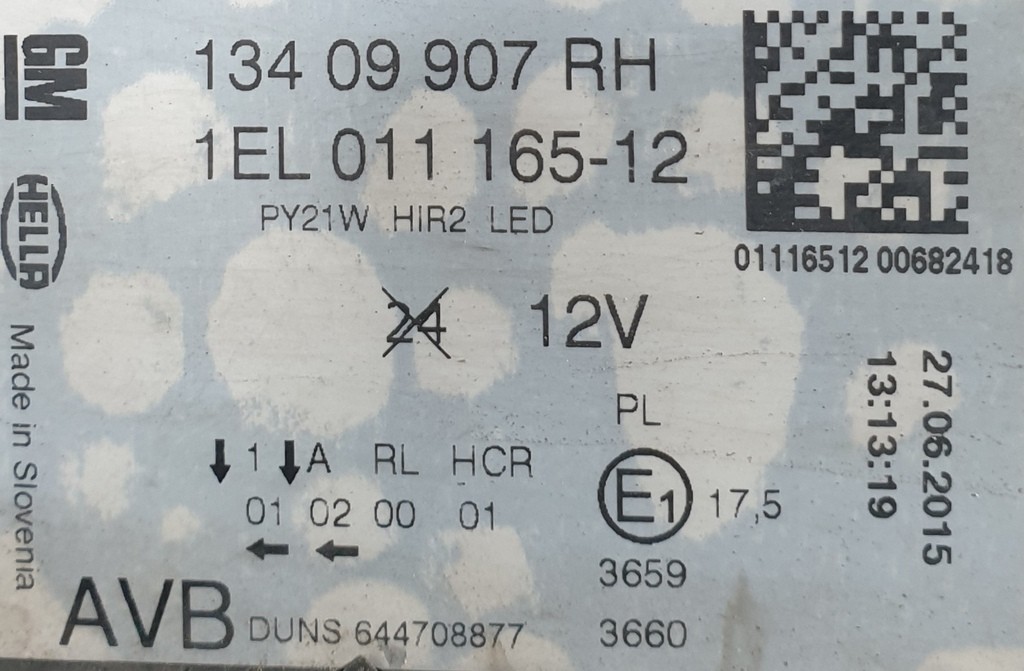 GM
134 09 907 RH
1EL 011 165-12
HELLA
PY21W HIR2 LED
01116512 00682418
24 12V
Made in Slovenia
27.06.2015
13:13:19
PL
1 A RL HCR
E1 17,5
01 02 00 01
3659
AVB DUNS 644708877
3660